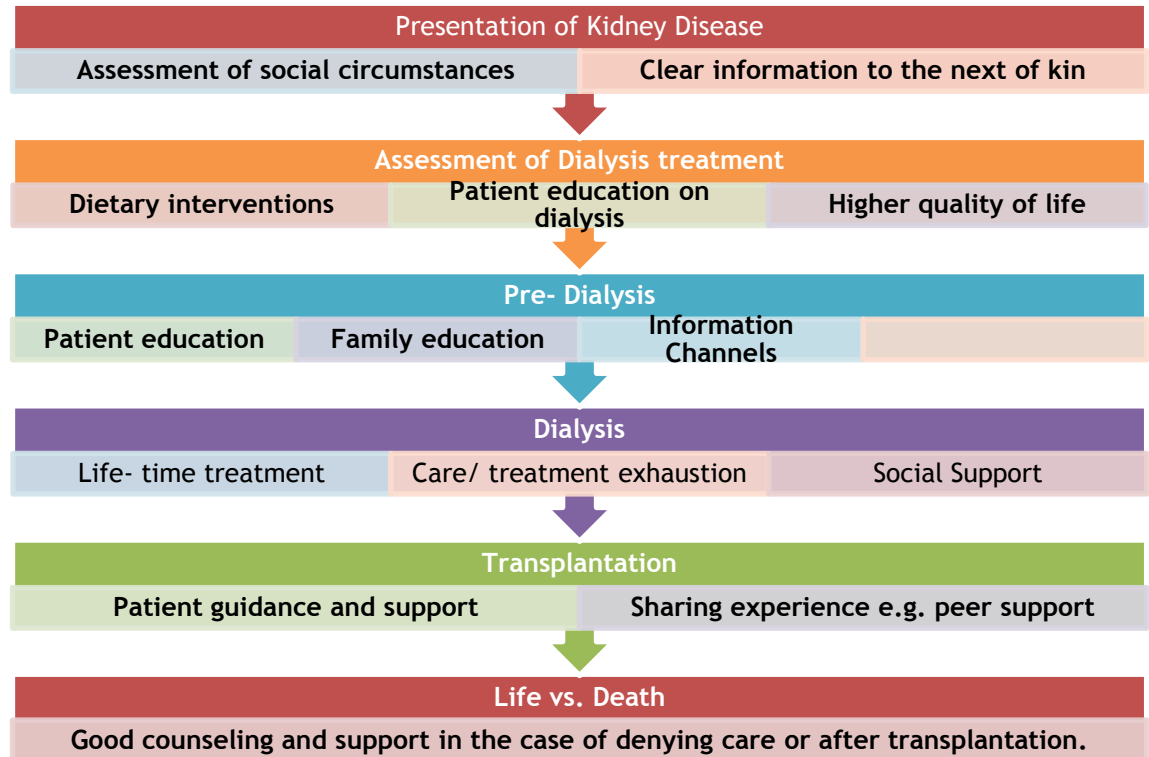 Presentation of Kidney Disease
Assessment of social circumstances
Clear information to the next of kin
Assessment of Dialysis treatment
Dietary interventions
Patient education on
dialysis
Higher quality of life
Pre- Dialysis
Patient education
Family education
Information
Channels
Dialysis
Life- time treatment
Care/ treatment exhaustion
Social Support
Transplantation
Patient guidance and support
Sharing experience e.g. peer support
Life vs. Death
Good counseling and support in the case of denying care or after transplantation.